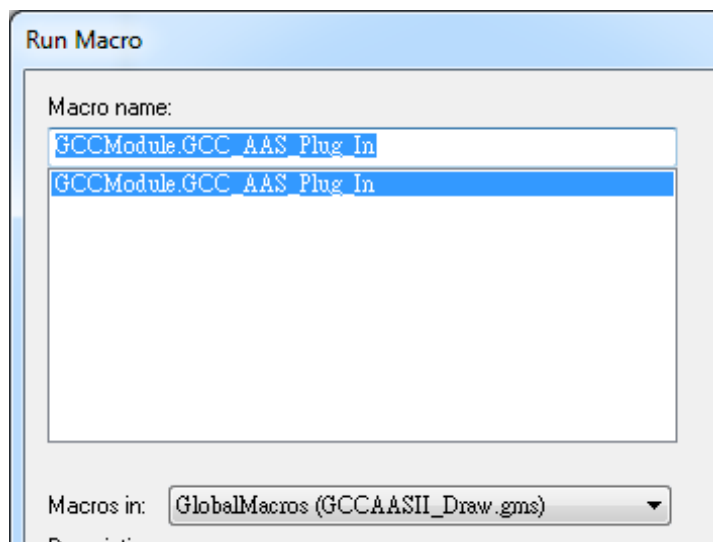 Run Macro
Macro name:
GCCModule.GCC_AAS_Plug_In
GCCModule.GCC_AAS_Plug_In
Macros in: GlobalMacros (GCCAASII_Draw.gms)